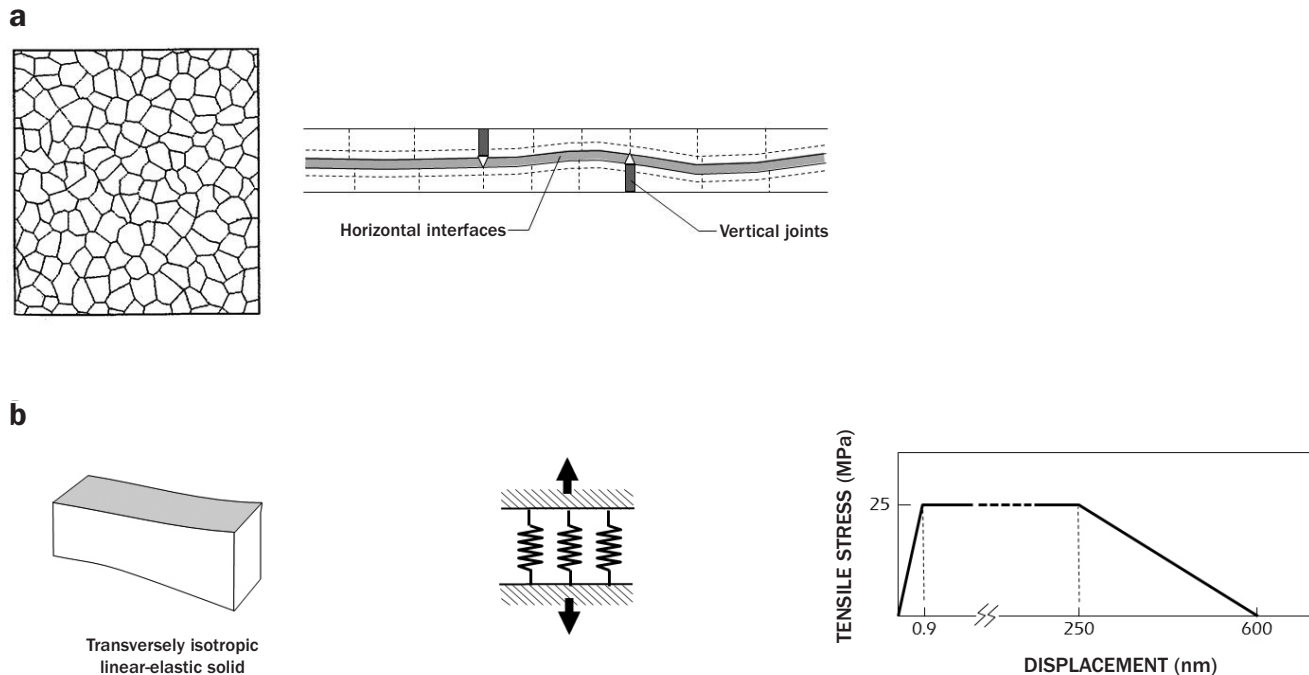 a
Horizontal interfaces
Vertical joints
b
Transversely isotropic
linear-elastic solid
TENSILE STRESS (MPa)
25
0.9
250
600
DISPLACEMENT (nm)